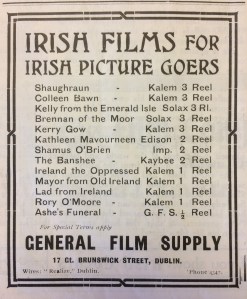 IRISH FILMS FOR
IRISH PICTURE GOERS
Shaughraun - Kalem 3 Reel
Colleen Bawn - Kalem 3 Reel
Kelly from the Emerald Isle Solax 3 Rl.
Brennan of the Moor Solax 3 Reel
Kerry Gow - Kalem 3 Reel
Kathleen Mavourneen Edison 2 Reel
Shamus O'Brien Imp. 2 Reel
The Banshee - Kaybee 2 Reel
Ireland the Oppressed Kalem 1 Reel
Mayor from Old Ireland Kalem 1 Reel
Lad from Ireland - Kalem 1 Reel
Rory O'Moore - Kalem 1 Reel
Ashe's Funeral - G. F. S. ½ Reel
For Special Terms apply
GENERAL FILM SUPPLY
17 Gt. BRUNSWICK STREET, DUBLIN.
Wires: "Realize," Dublin. Phone